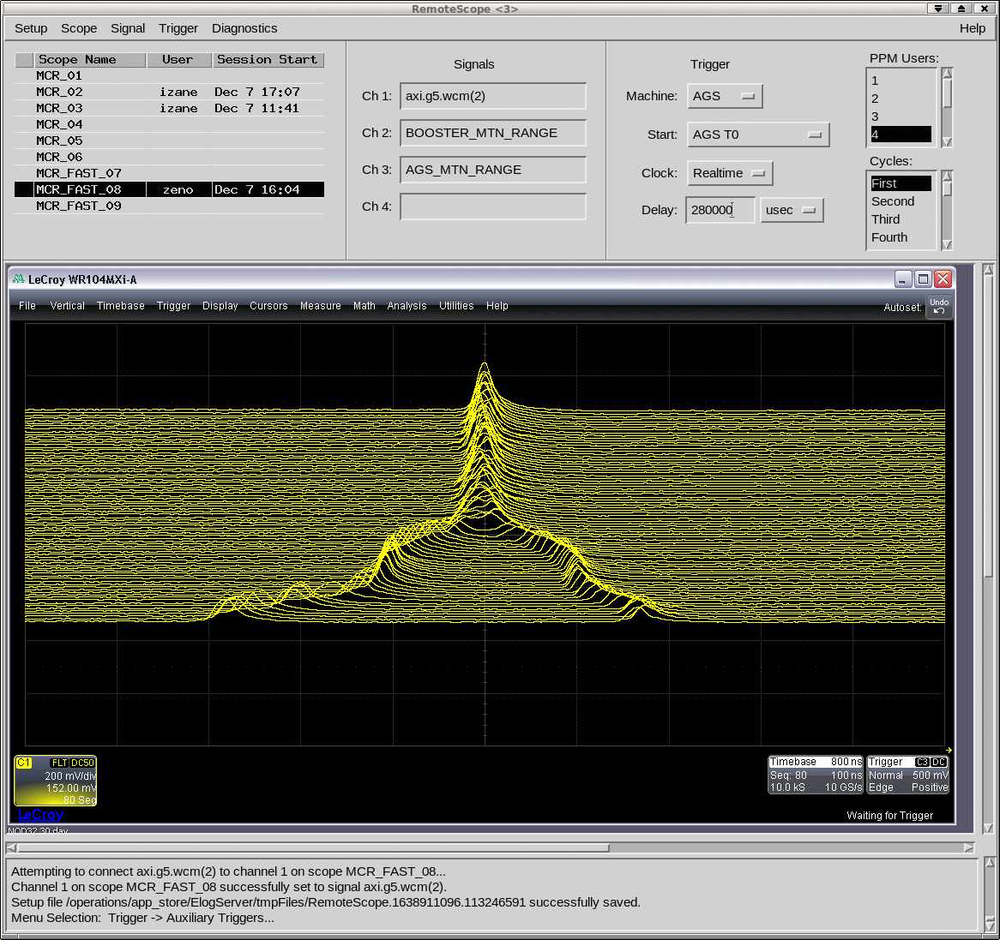 RemoteScope <3>
Setup Scope Signal Trigger Diagnostics Help
Scope Name User Session Start
MCR_01
MCR_02 izane Dec 7 17:07
MCR_03 izane Dec 7 11:41
MCR_04
MCR_05
MCR_06
MCR_FAST_07
MCR_FAST_08 zeno Dec 7 16:04
MCR_FAST_09
Signals
Ch 1: axi.g5.wcm(2)
Ch 2: BOOSTER_MTN_RANGE
Ch 3: AGS_MTN_RANGE
Ch 4:
Trigger
Machine: AGS
Start: AGS T0
Clock: Realtime
Delay: 280000 usec
PPM Users:
1
2
3
4
Cycles:
First
Second
Third
Fourth
LeCroy WR104MXi-A
File Vertical Timebase Trigger Display Cursors Measure Math Analysis Utilities Help
Autoset: Undo
C1 FLT DC50
200 mV/div
152.00 mV
80 Seg
LeCroy
Timebase 800 ns
Seq: 80 100 ns
10.0 kS 10 GS/s
Trigger C3 DC
Normal 500 mV
Edge Positive
Waiting for Trigger
NOD32 30 day
Attempting to connect axi.g5.wcm(2) to channel 1 on scope MCR_FAST_08...
Channel 1 on scope MCR_FAST_08 successfully set to signal axi.g5.wcm(2).
Setup file /operations/app_store/ElogServer/tmpFiles/RemoteScope.1638911096.113246591 successfully saved.
Menu Selection: Trigger -> Auxiliary Triggers...